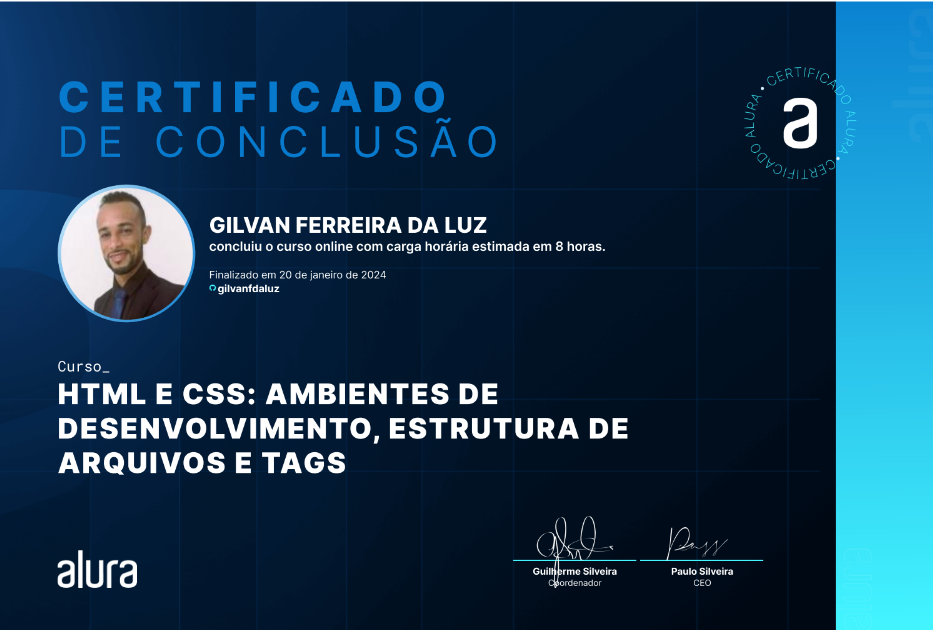 CERTIFICADO
DE CONCLUSÃO
CERTIFICADO ALURA • CERTIFICADO ALURA •
a
GILVAN FERREIRA DA LUZ
concluiu o curso online com carga horária estimada em 8 horas.
Finalizado em 20 de janeiro de 2024
gilvanfdaluz
Curso_
HTML E CSS: AMBIENTES DE
DESENVOLVIMENTO, ESTRUTURA DE
ARQUIVOS E TAGS
alura
Guilherme Silveira
Coordenador
Paulo Silveira
CEO
alura